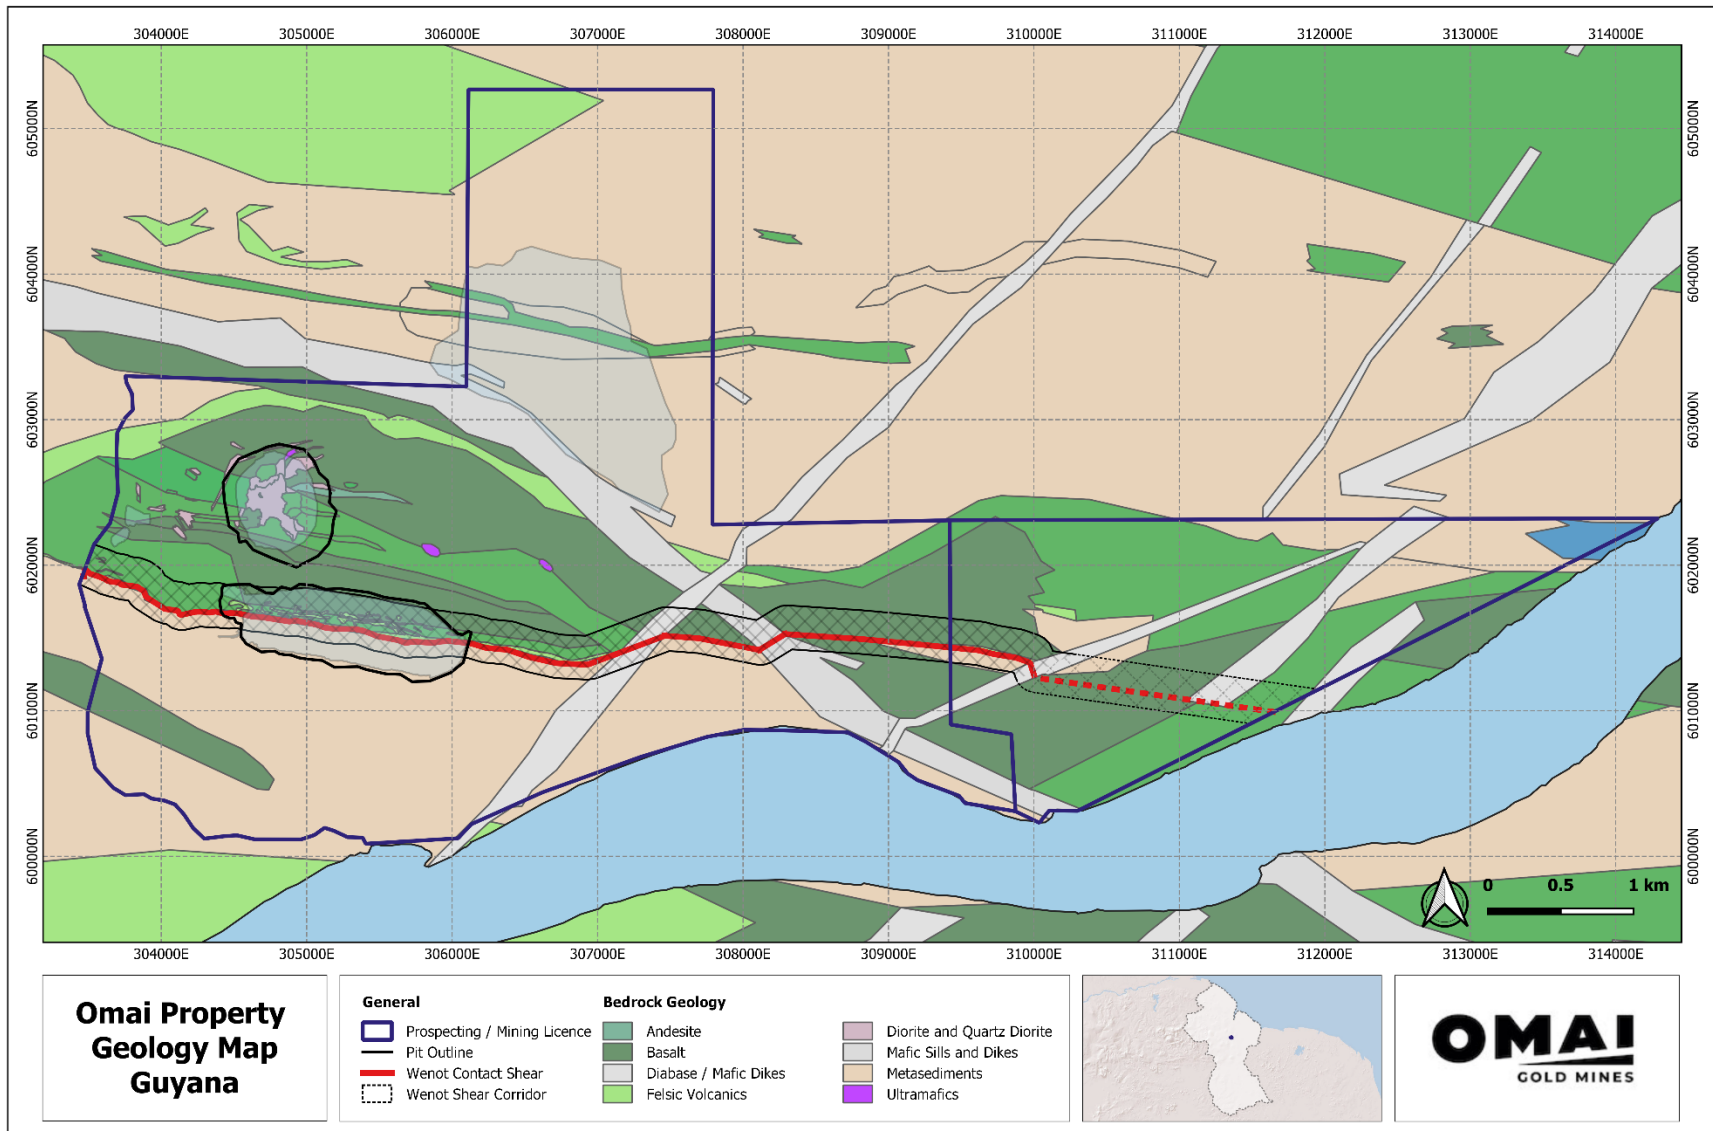 304000E 305000E 306000E 307000E 308000E 309000E 310000E 311000E 312000E 313000E 314000E
605000N
604000N
603000N
602000N
601000N
600000N
605000N
604000N
603000N
602000N
601000N
600000N
0 0.5 1 km
304000E 305000E 306000E 307000E 308000E 309000E 310000E 311000E 312000E 313000E 314000E
Omai Property
Geology Map
Guyana
General
Prospecting / Mining Licence
Pit Outline
Wenot Contact Shear
Wenot Shear Corridor
Bedrock Geology
Andesite
Basalt
Diabase / Mafic Dikes
Felsic Volcanics
Diorite and Quartz Diorite
Mafic Sills and Dikes
Metasediments
Ultramafics
OMAI
GOLD MINES